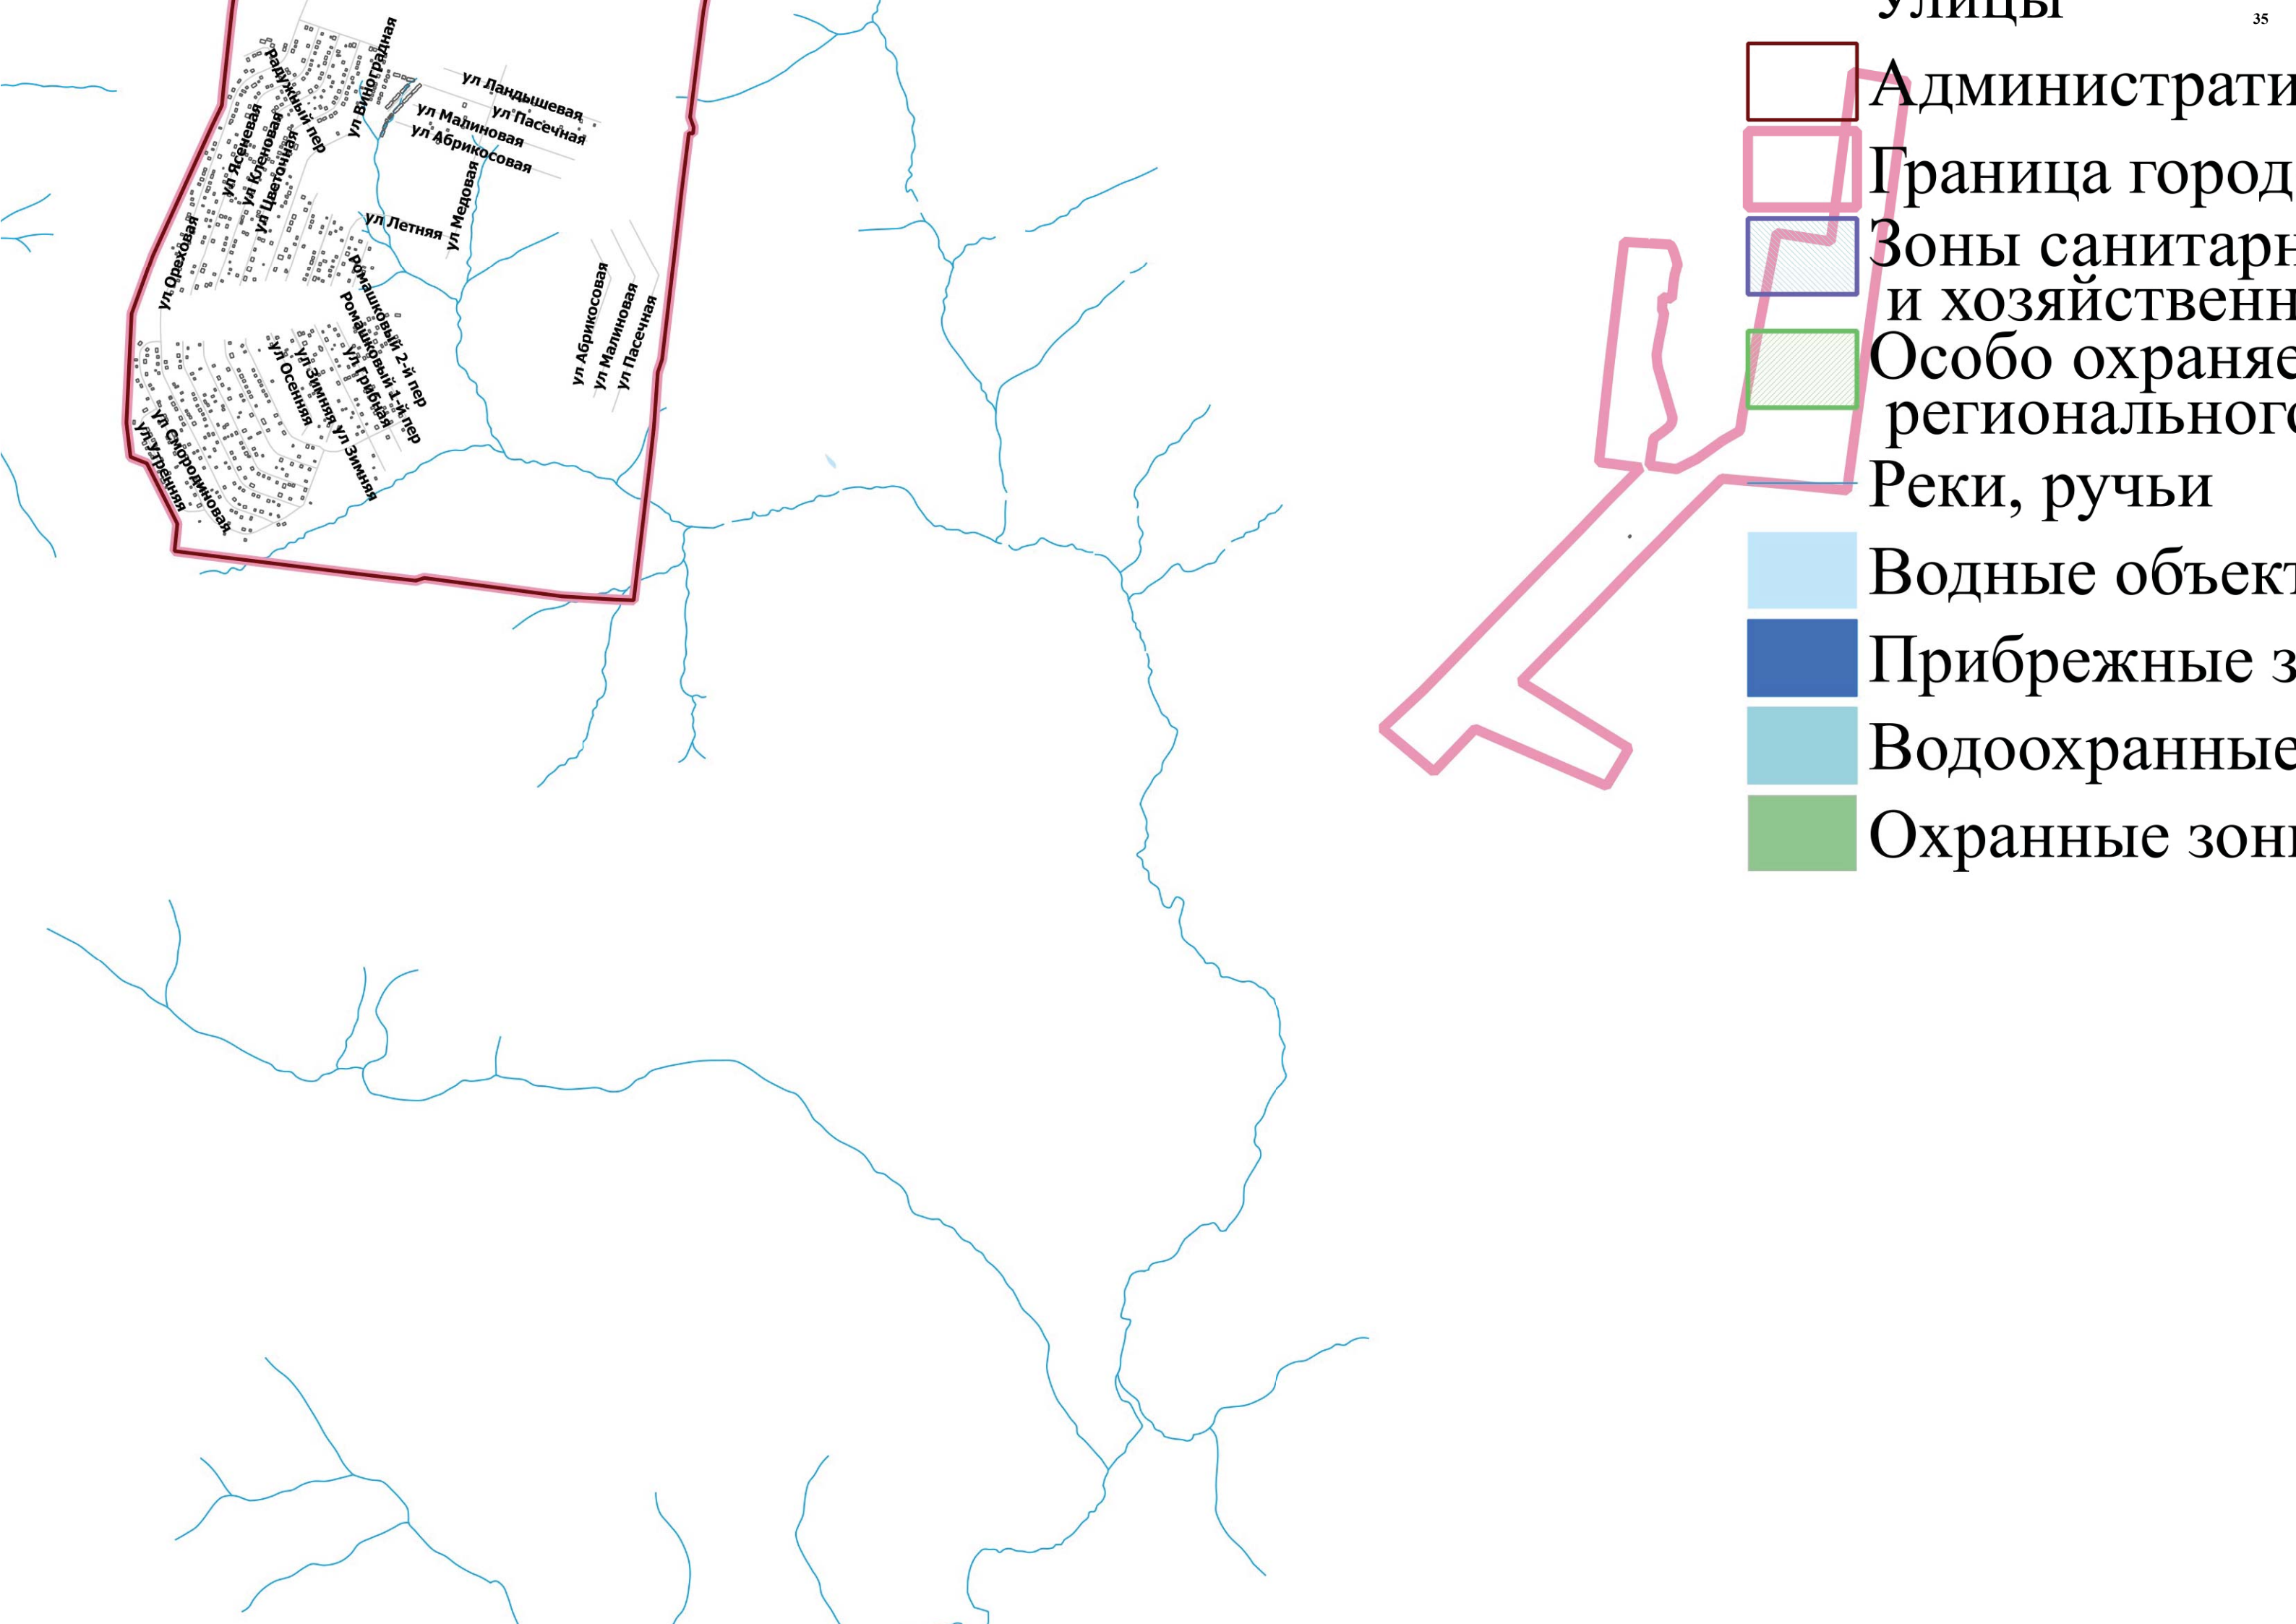 улицы
35
Администрати
Граница город
Зоны санитарн
и хозяйственн
Особо охраняе
регионального
Реки, ручьи
Водные объект
Прибрежные з
Водоохранные
Охранные зоны
Радужный пер
ул Виноградная
ул Ландышевая
ул Пасечная
ул Малиновая
ул Абрикосовая
ул Ясеневая
ул Кленовая
ул Цветочная
ул Ореховая
ул Летняя
ул Медовая
Ромашковый 2-й пер
Ромашковый 1-й пер
ул Грибная
ул Зимняя
ул Осенняя
ул Зимняя
ул Абрикосовая
ул Малиновая
ул Пасечная
ул Смородиновая
ул Утренняя